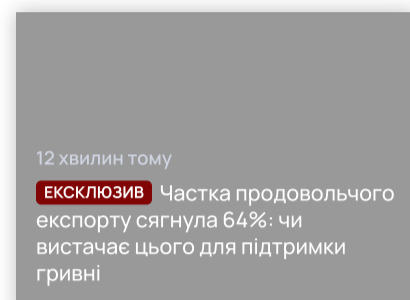 12 хвилин тому
ЕКСКЛЮЗИВ Частка продовольчого
експорту сягнула 64%: чи
вистачає цього для підтримки
гривні